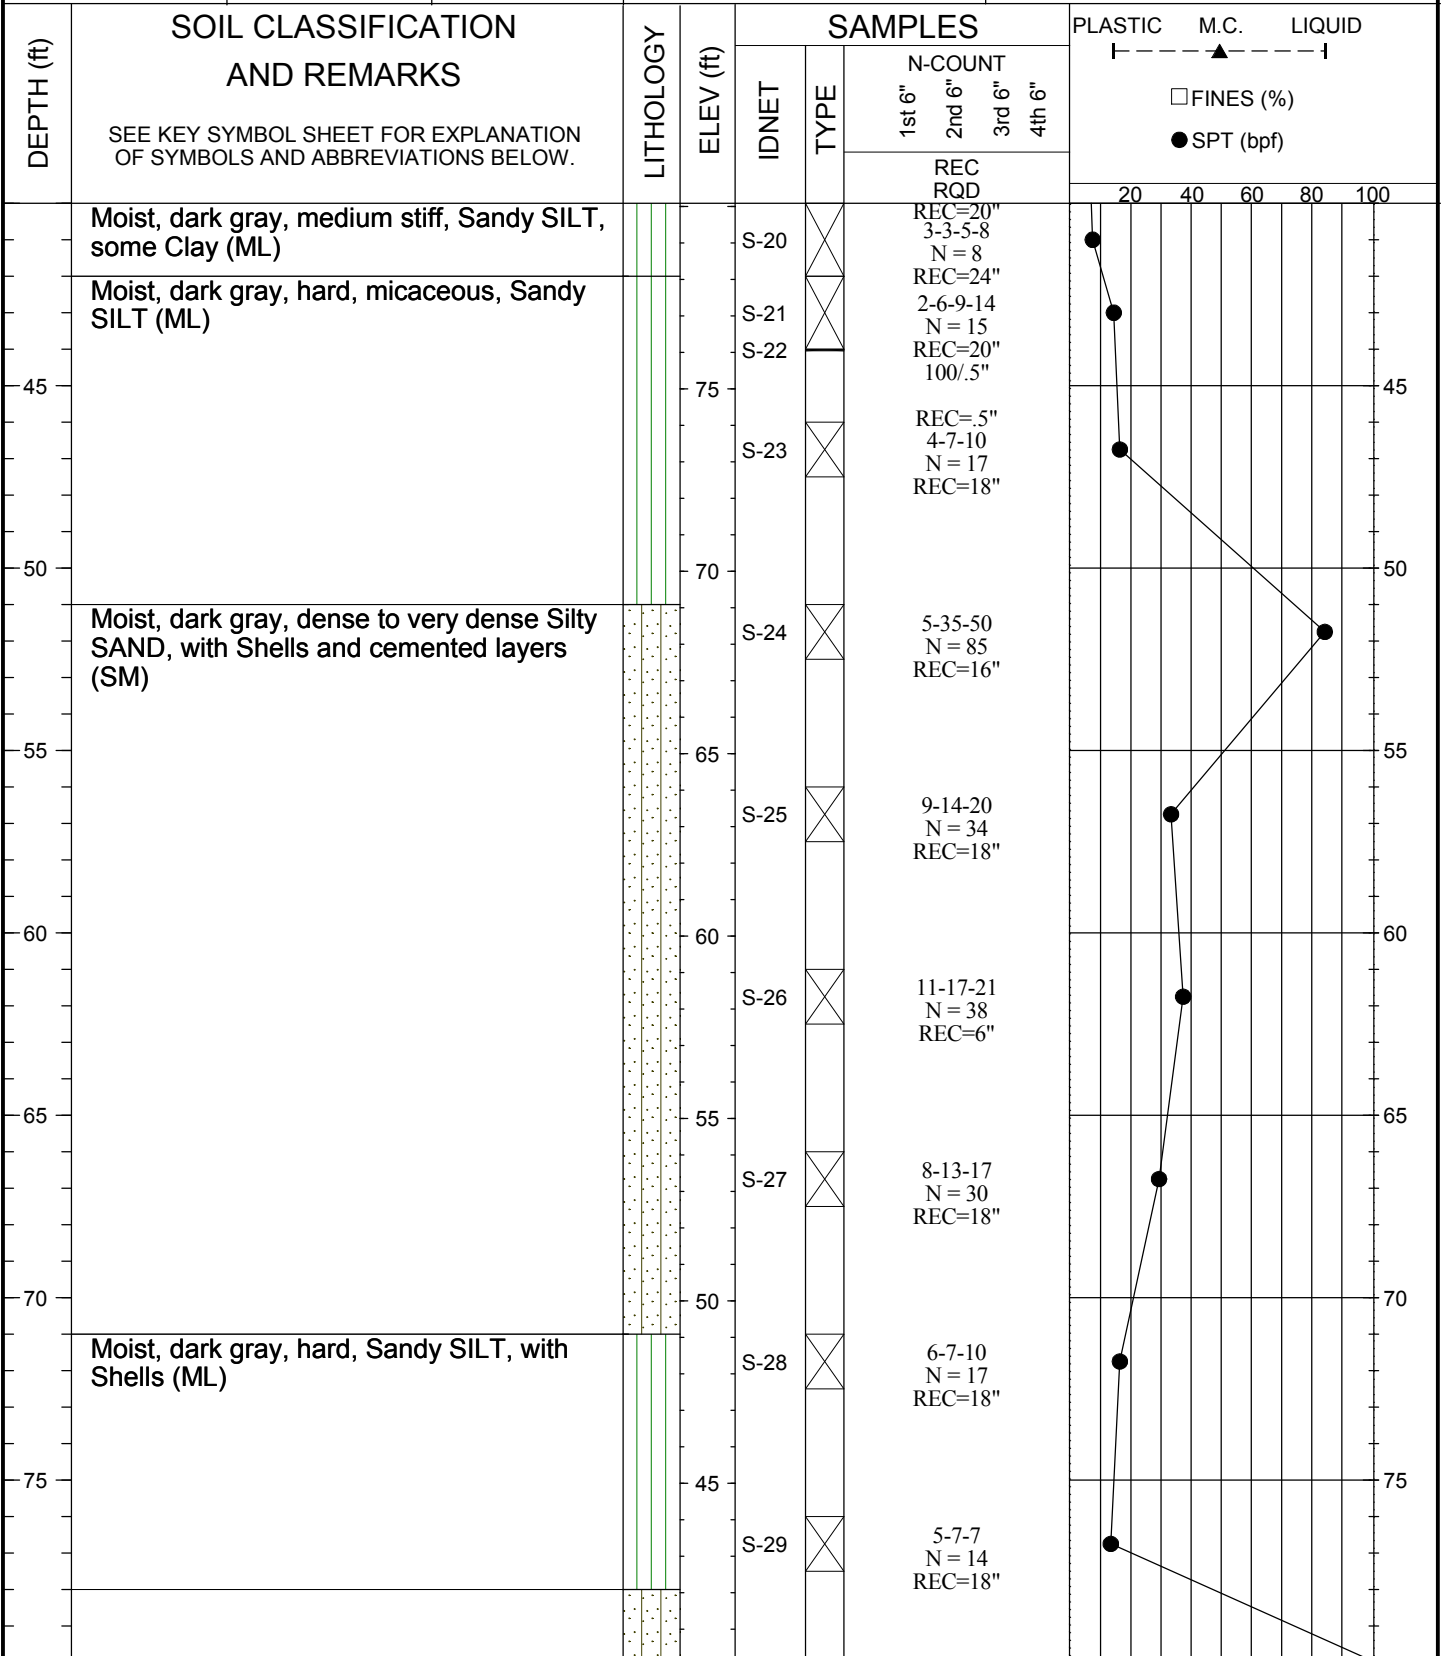 DEPTH (ft)
SOIL CLASSIFICATION
AND REMARKS
SEE KEY SYMBOL SHEET FOR EXPLANATION
OF SYMBOLS AND ABBREVIATIONS BELOW.
LITHOLOGY
ELEV (ft)
SAMPLES
IDNET
TYPE
N-COUNT
1st 6"
2nd 6"
3rd 6"
4th 6"
REC
RQD
PLASTIC M.C. LIQUID
FINES (%)
SPT (bpf)
20 40 60 80 100
Moist, dark gray, medium stiff, Sandy SILT,
some Clay (ML)
REC=20"
S-20
3-3-5-8
N = 8
REC=24"
Moist, dark gray, hard, micaceous, Sandy
SILT (ML)
S-21
2-6-9-14
N = 15
S-22
REC=20"
100/.5"
45
75
45
REC=.5"
S-23
4-7-10
N = 17
REC=18"
50
70
50
Moist, dark gray, dense to very dense Silty
SAND, with Shells and cemented layers
(SM)
S-24
5-35-50
N = 85
REC=16"
55
65
55
S-25
9-14-20
N = 34
REC=18"
60
60
60
S-26
11-17-21
N = 38
REC=6"
65
55
65
S-27
8-13-17
N = 30
REC=18"
70
50
70
Moist, dark gray, hard, Sandy SILT, with
Shells (ML)
S-28
6-7-10
N = 17
REC=18"
75
45
75
S-29
5-7-7
N = 14
REC=18"